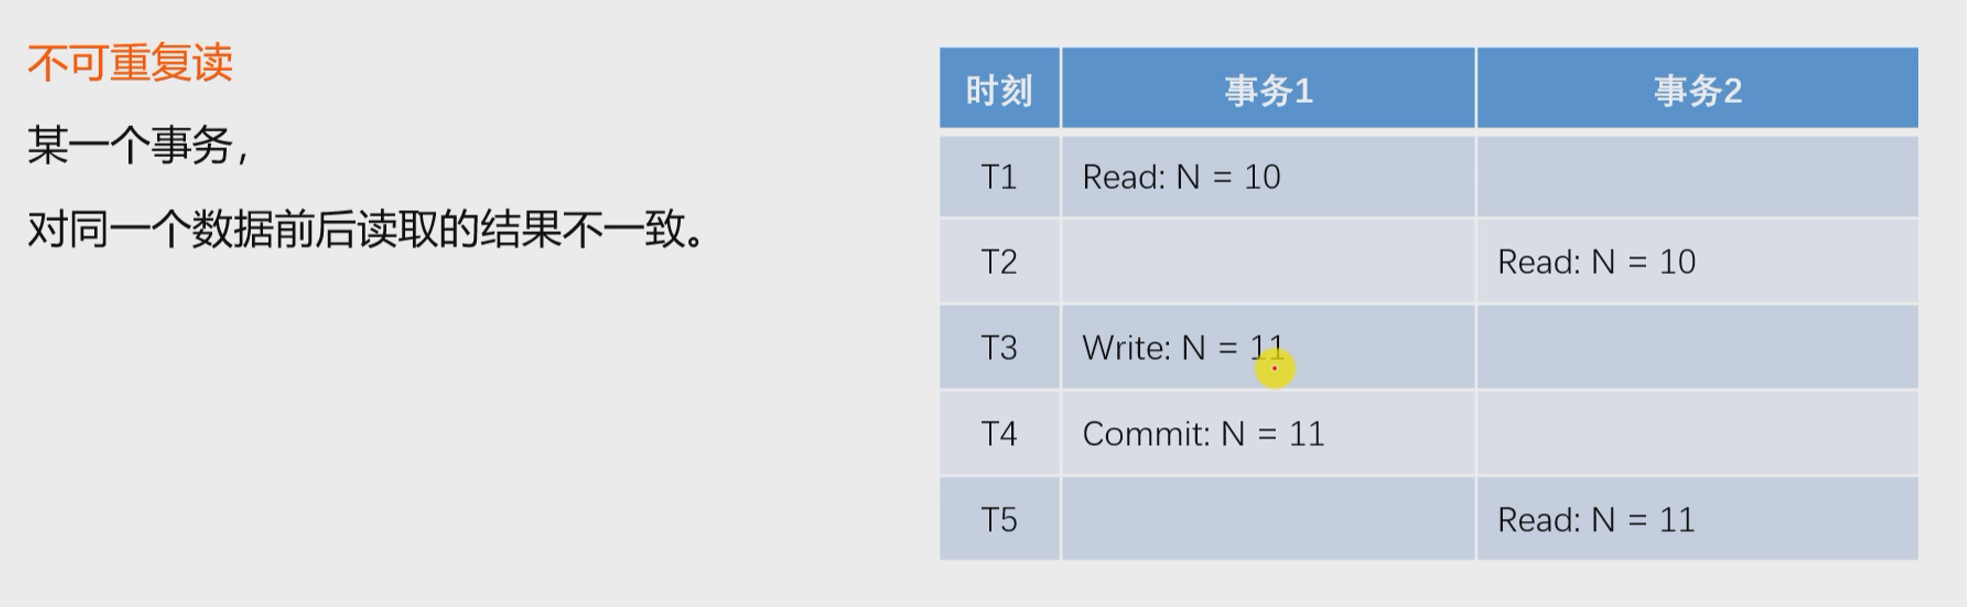 不可重复读
某一个事务，
对同一个数据前后读取的结果不一致。
时刻 事务1 事务2
T1 Read: N = 10
T2 Read: N = 10
T3 Write: N = 11
T4 Commit: N = 11
T5 Read: N = 11